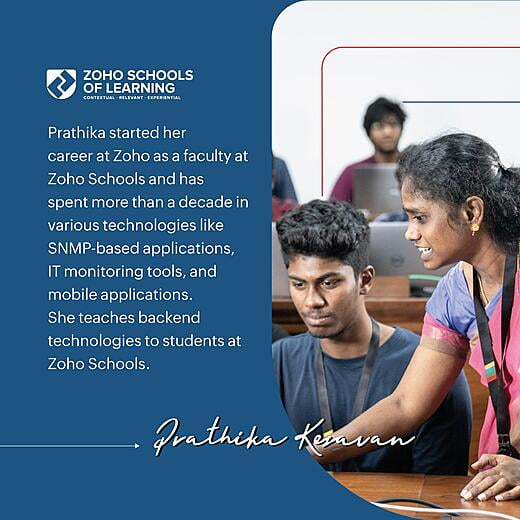 ZOHO SCHOOLS
OF LEARNING
CONTEXTUAL · RELEVANT · EXPERIENTIAL
Prathika started her
career at Zoho as a faculty at
Zoho Schools and has
spent more than a decade in
various technologies like
SNMP-based applications,
IT monitoring tools, and
mobile applications.
She teaches backend
technologies to students at
Zoho Schools.
Prathika Kesavan